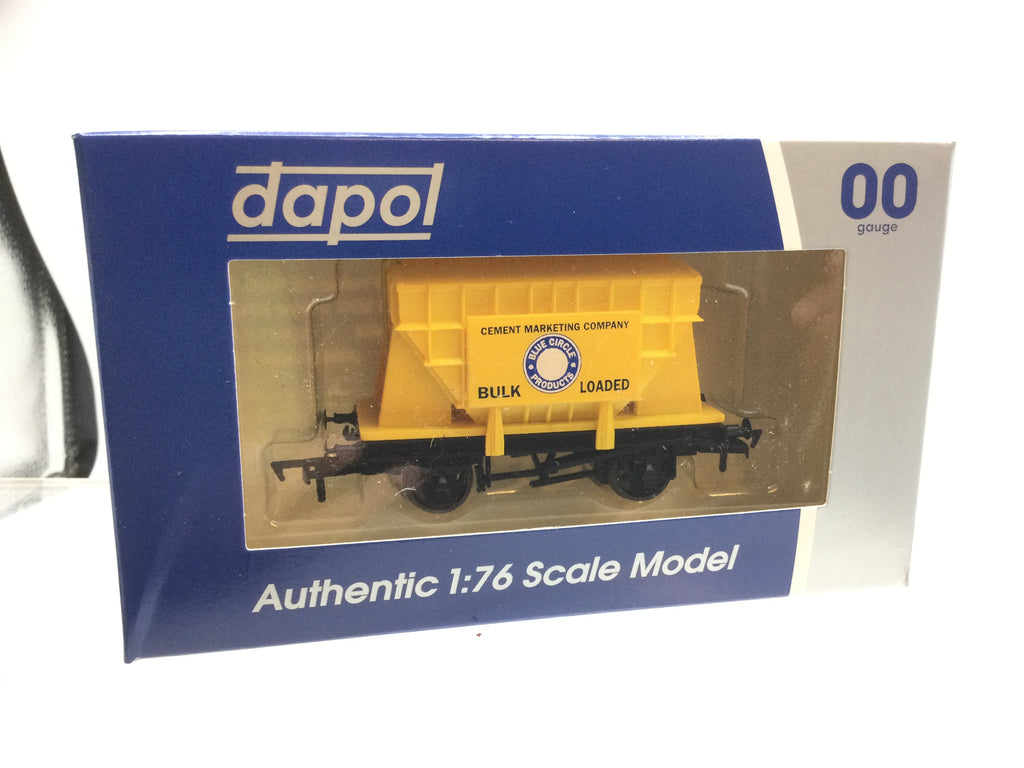 dapol
00
gauge
CEMENT MARKETING COMPANY
BLUE CIRCLE
PRODUCTS
BULK LOADED
Authentic 1:76 Scale Model